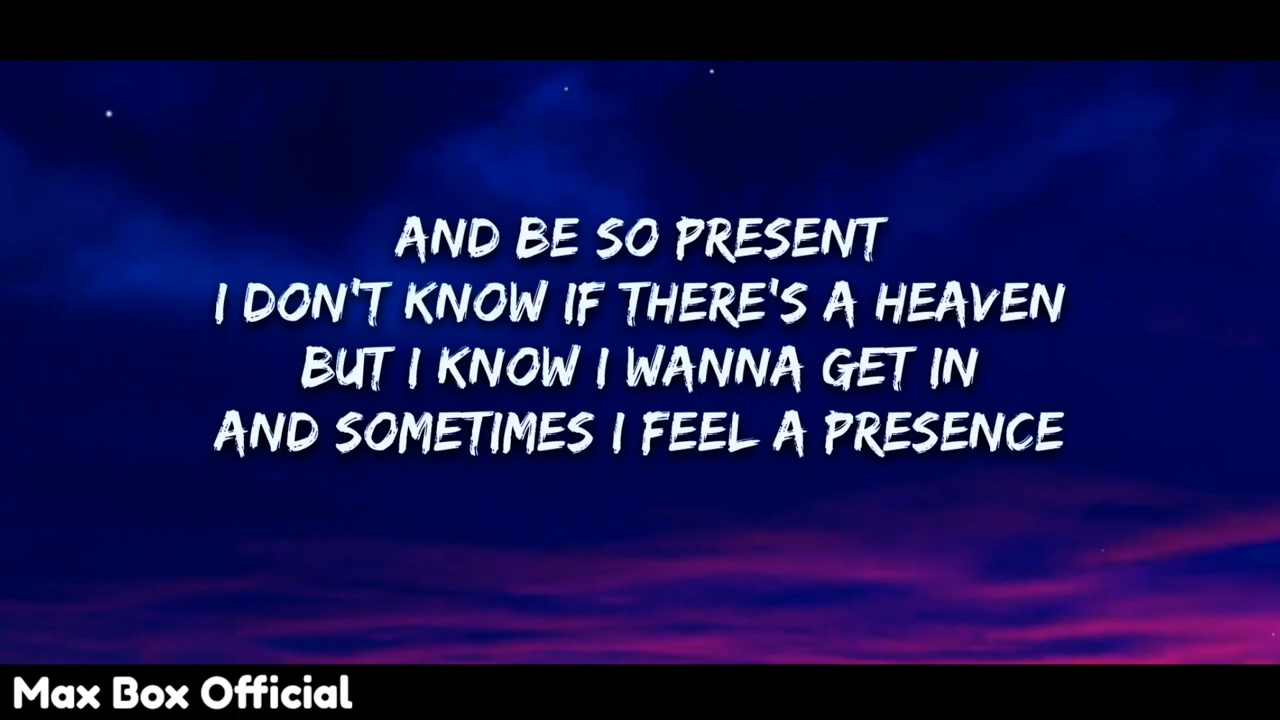 AND BE SO PRESENT
I DON'T KNOW IF THERE'S A HEAVEN
BUT I KNOW I WANNA GET IN
AND SOMETIMES I FEEL A PRESENCE
Max Box Official